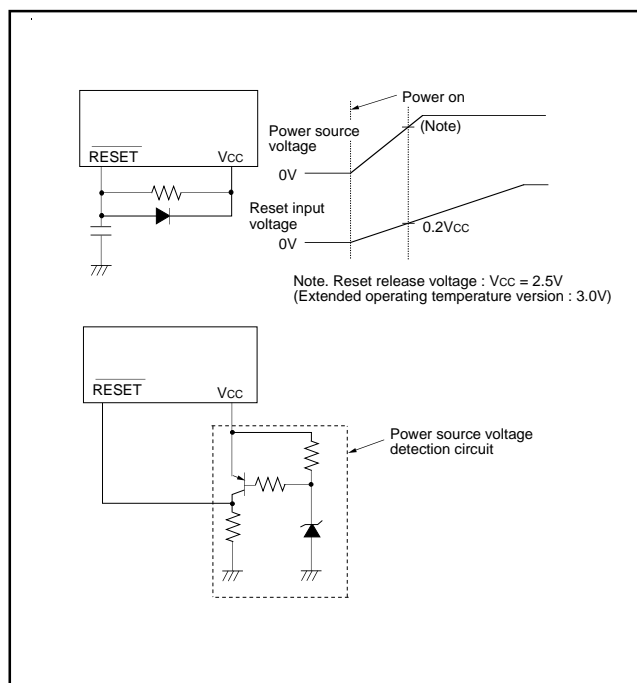 RESET
VCC
Power on
(Note)
Power source
voltage
0V
Reset input
voltage
0V
0.2VCC
Note. Reset release voltage : VCC = 2.5V
(Extended operating temperature version : 3.0V)
RESET
VCC
Power source voltage
detection circuit